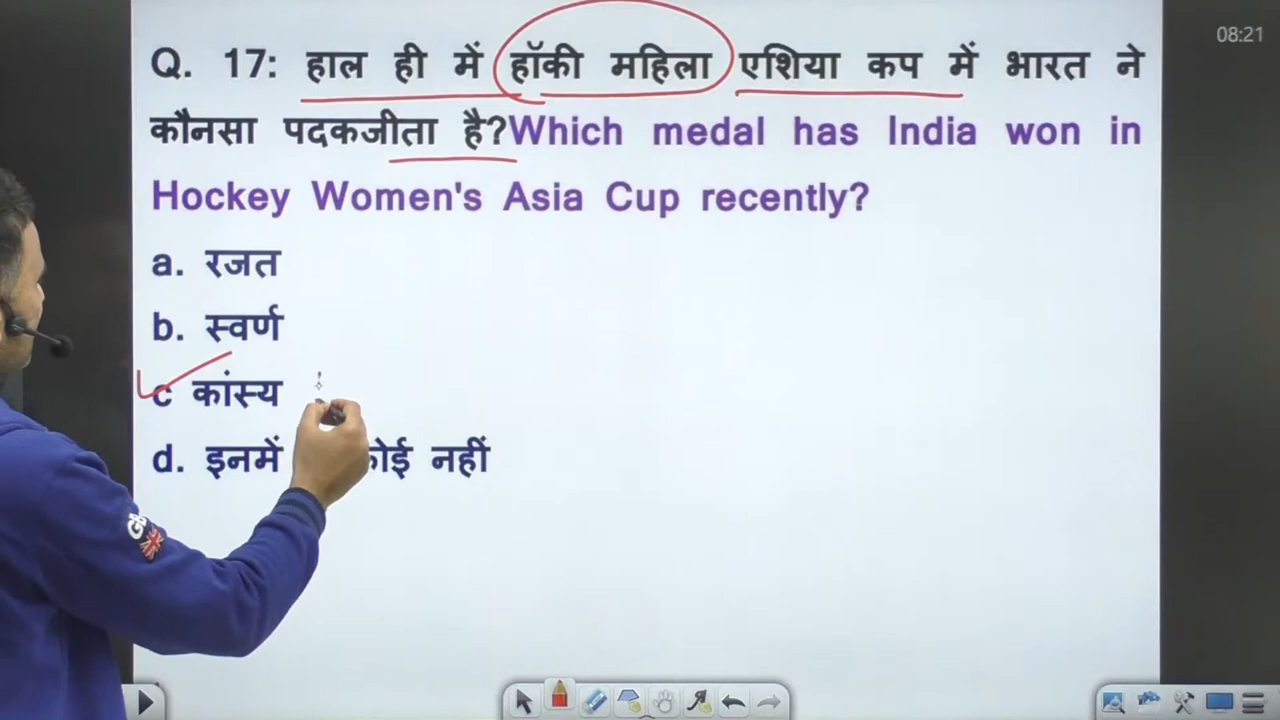 08:21
Q. 17: हाल ही में हॉकी महिला एशिया कप में भारत ने
कौनसा पदकजीता है?Which medal has India won in
Hockey Women's Asia Cup recently?
a. रजत
b. स्वर्ण
c कांस्य
d. इनमें कोई नहीं